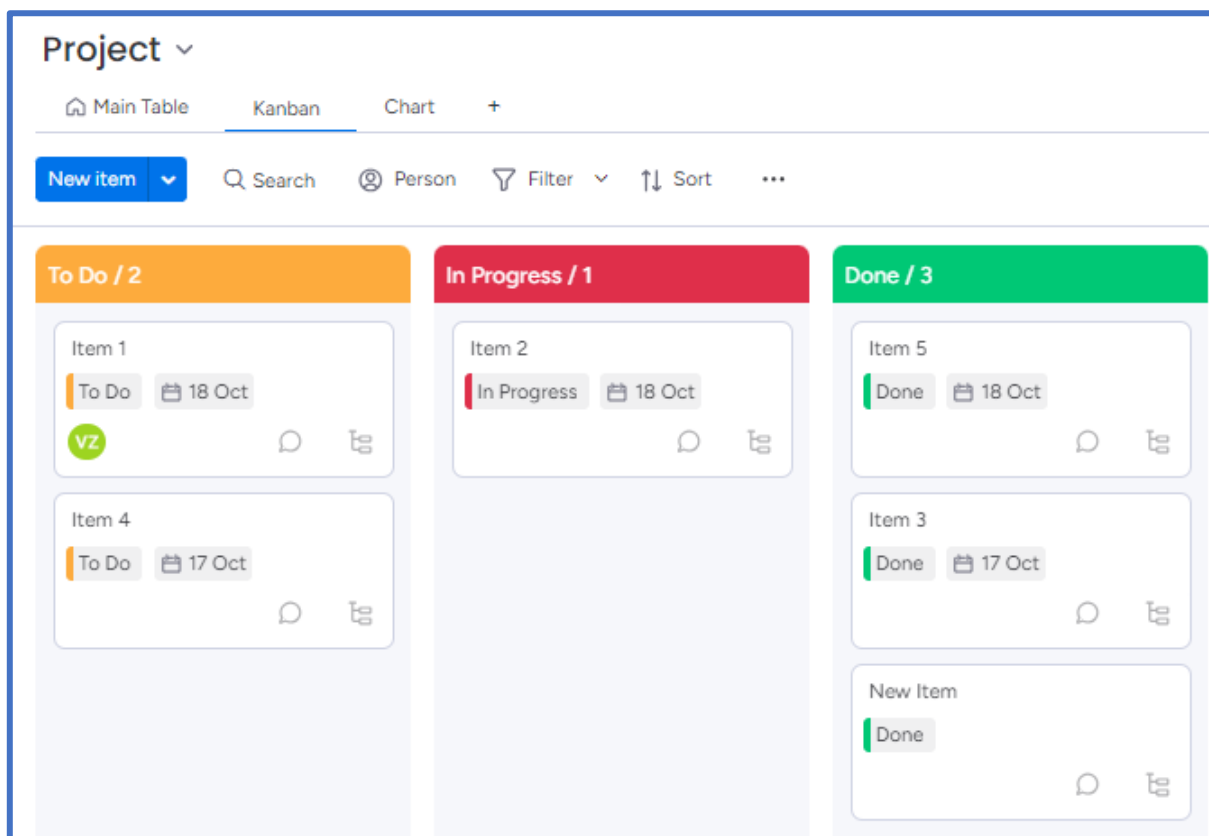 Project
Main Table Kanban Chart +
New item Search Person Filter Sort ...
To Do / 2
Item 1
To Do 18 Oct
VZ
Item 4
To Do 17 Oct
In Progress / 1
Item 2
In Progress 18 Oct
Done / 3
Item 5
Done 18 Oct
Item 3
Done 17 Oct
New Item
Done